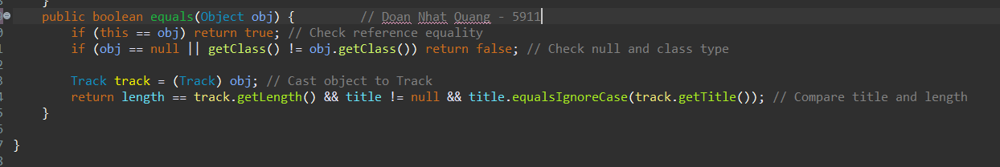 }
public boolean equals(Object obj) {         // Doan Nhat Quang - 5911
    if (this == obj) return true; // Check reference equality
    if (obj == null || getClass() != obj.getClass()) return false; // Check null and class type

    Track track = (Track) obj; // Cast object to Track
    return length == track.getLength() && title != null && title.equalsIgnoreCase(track.getTitle()); // Compare title and length
}

}